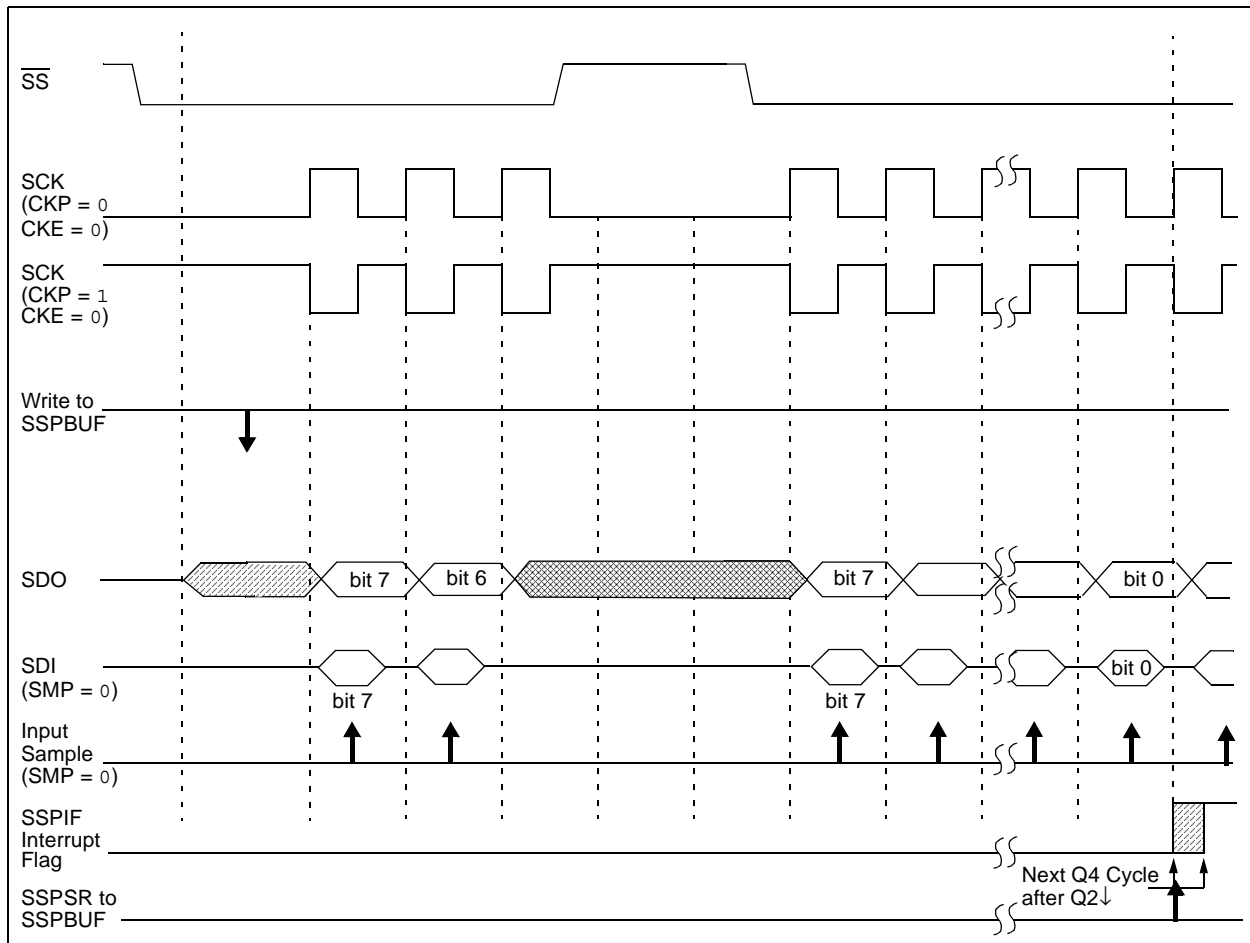 SS
SCK
(CKP = 0
CKE = 0)
SCK
(CKP = 1
CKE = 0)
Write to
SSPBUF
SDO
bit 7
bit 6
bit 7
bit 0
SDI
(SMP = 0)
bit 7
bit 7
bit 0
Input
Sample
(SMP = 0)
SSPIF
Interrupt
Flag
Next Q4 Cycle
after Q2↓
SSPSR to
SSPBUF